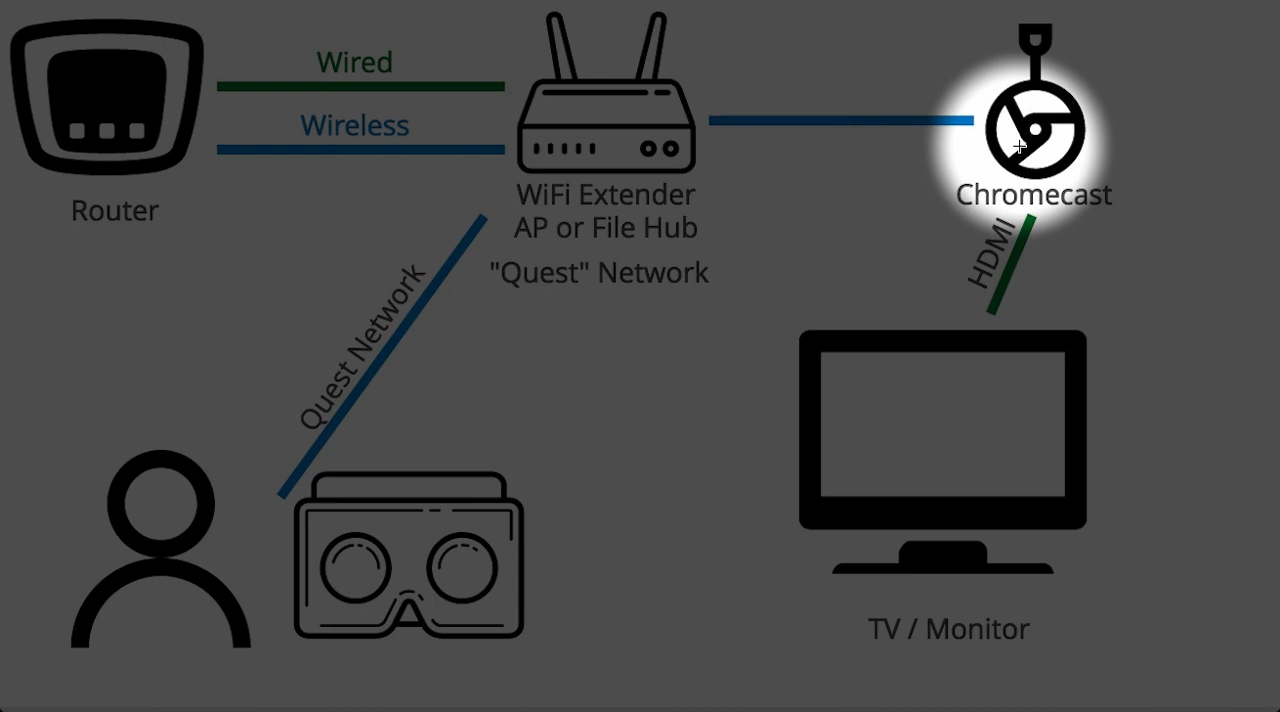 Wired
Wireless
Router
WiFi Extender
AP or File Hub
"Quest" Network
Chromecast
HDMI
Quest Network
TV / Monitor